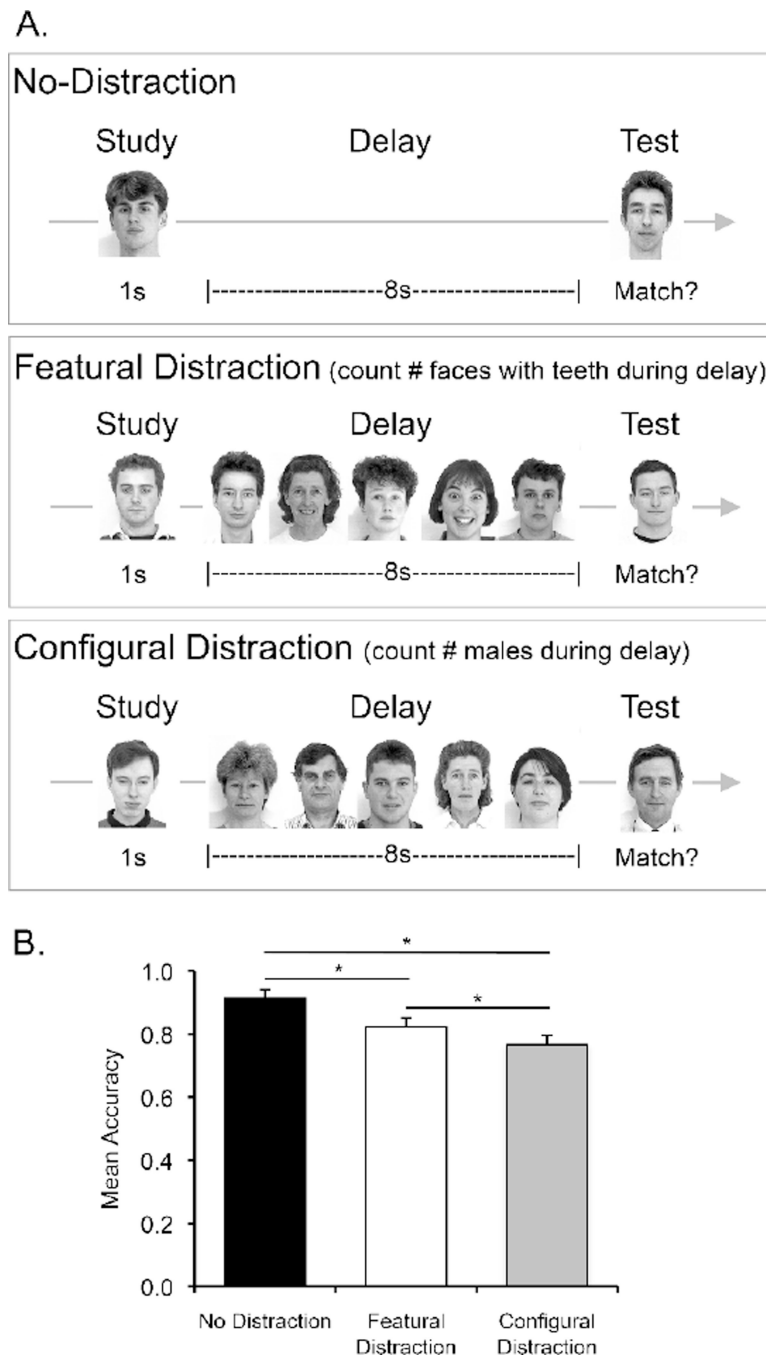 A.
No-Distraction
Study Delay Test
1s |----------------------8s---------------------| Match?
Featural Distraction (count # faces with teeth during delay)
Study Delay Test
1s |----------------------8s---------------------| Match?
Configural Distraction (count # males during delay)
Study Delay Test
1s |----------------------8s---------------------| Match?
B.
*
* *
1.0
0.8
0.6
0.4
0.2
0.0
Mean Accuracy
No Distraction Featural Configural
Distraction Distraction